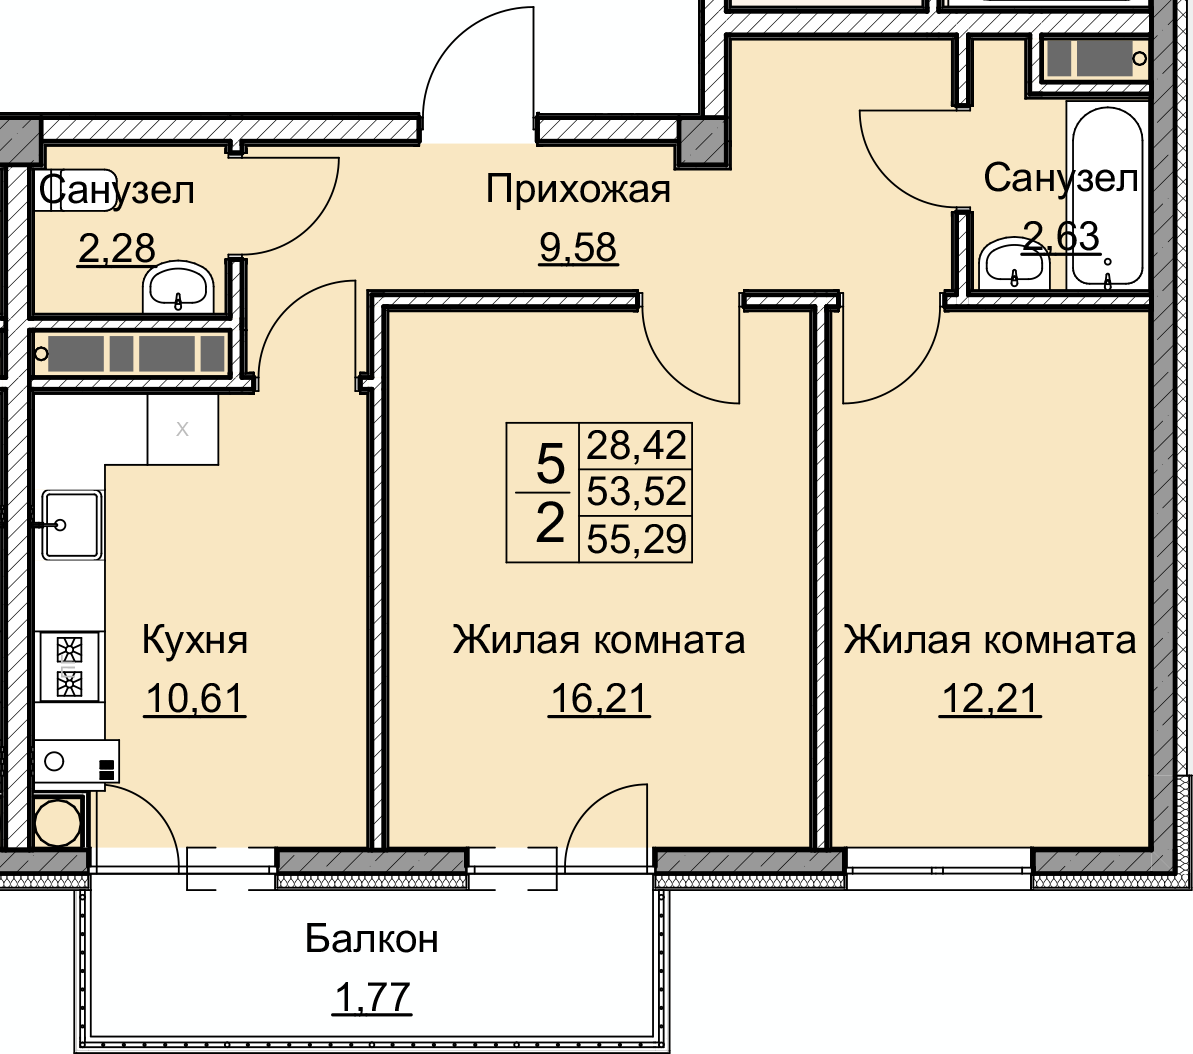 Санузел
2,28
Прихожая
9,58
Санузел
2,63
X
5
2
28,42
53,52
55,29
Кухня
10,61
Жилая комната
16,21
Жилая комната
12,21
Балкон
1,77